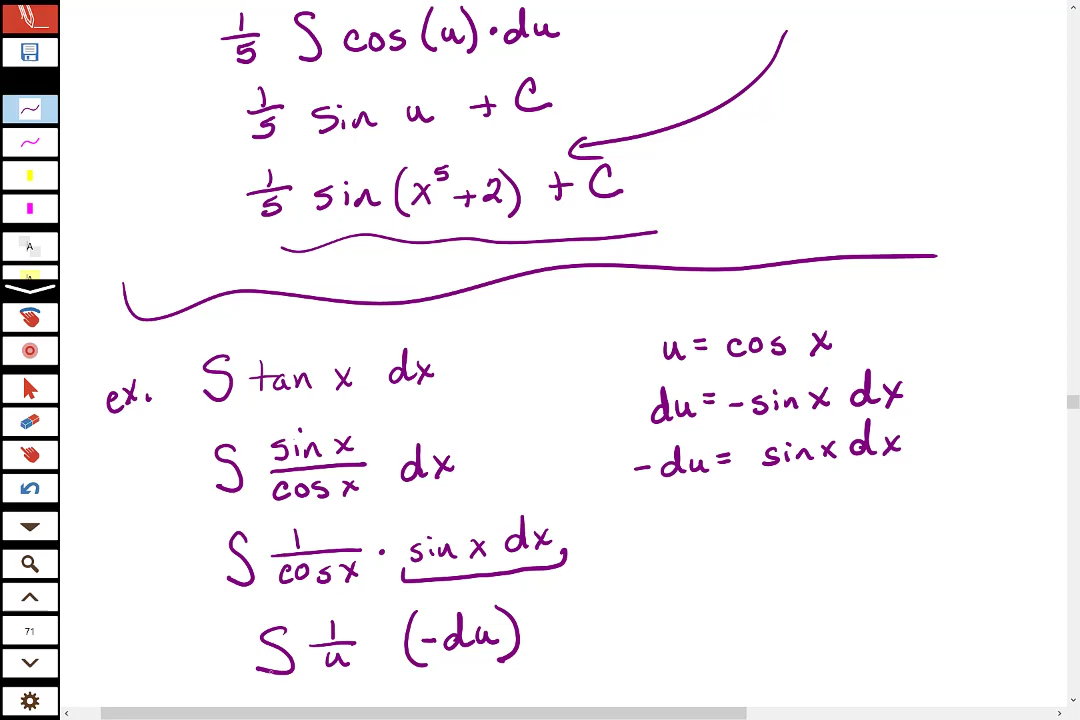 1/5 ∫ cos(u)·du
1/5 sin u + C
1/5 sin(x⁵+2) + C
ex. ∫ tan x dx
∫ sin x/cos x dx
∫ 1/cos x · sin x dx
∫ 1/u (-du)
u = cos x
du = -sin x dx
-du = sin x dx
A
71